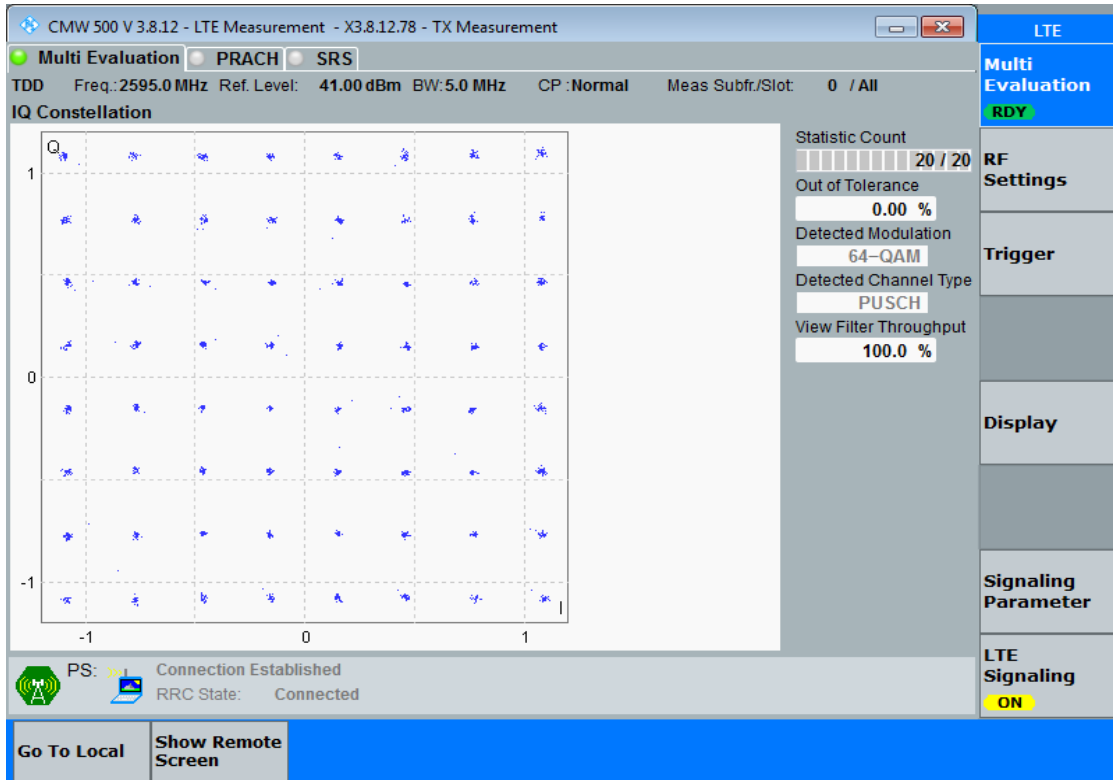 CMW 500 V 3.8.12 - LTE Measurement - X3.8.12.78 - TX Measurement
LTE
Multi Evaluation PRACH SRS
Multi
Evaluation
RDY
TDD Freq.:2595.0 MHz Ref. Level: 41.00 dBm BW:5.0 MHz CP :Normal Meas Subfr./Slot: 0 / All
IQ Constellation
Q
1
0
-1
I
-1 0 1
Statistic Count
20 / 20
Out of Tolerance
0.00 %
Detected Modulation
64-QAM
Detected Channel Type
PUSCH
View Filter Throughput
100.0 %
RF
Settings
Trigger
Display
Signaling
Parameter
LTE
Signaling
ON
PS: Connection Established
RRC State: Connected
Go To Local
Show Remote
Screen